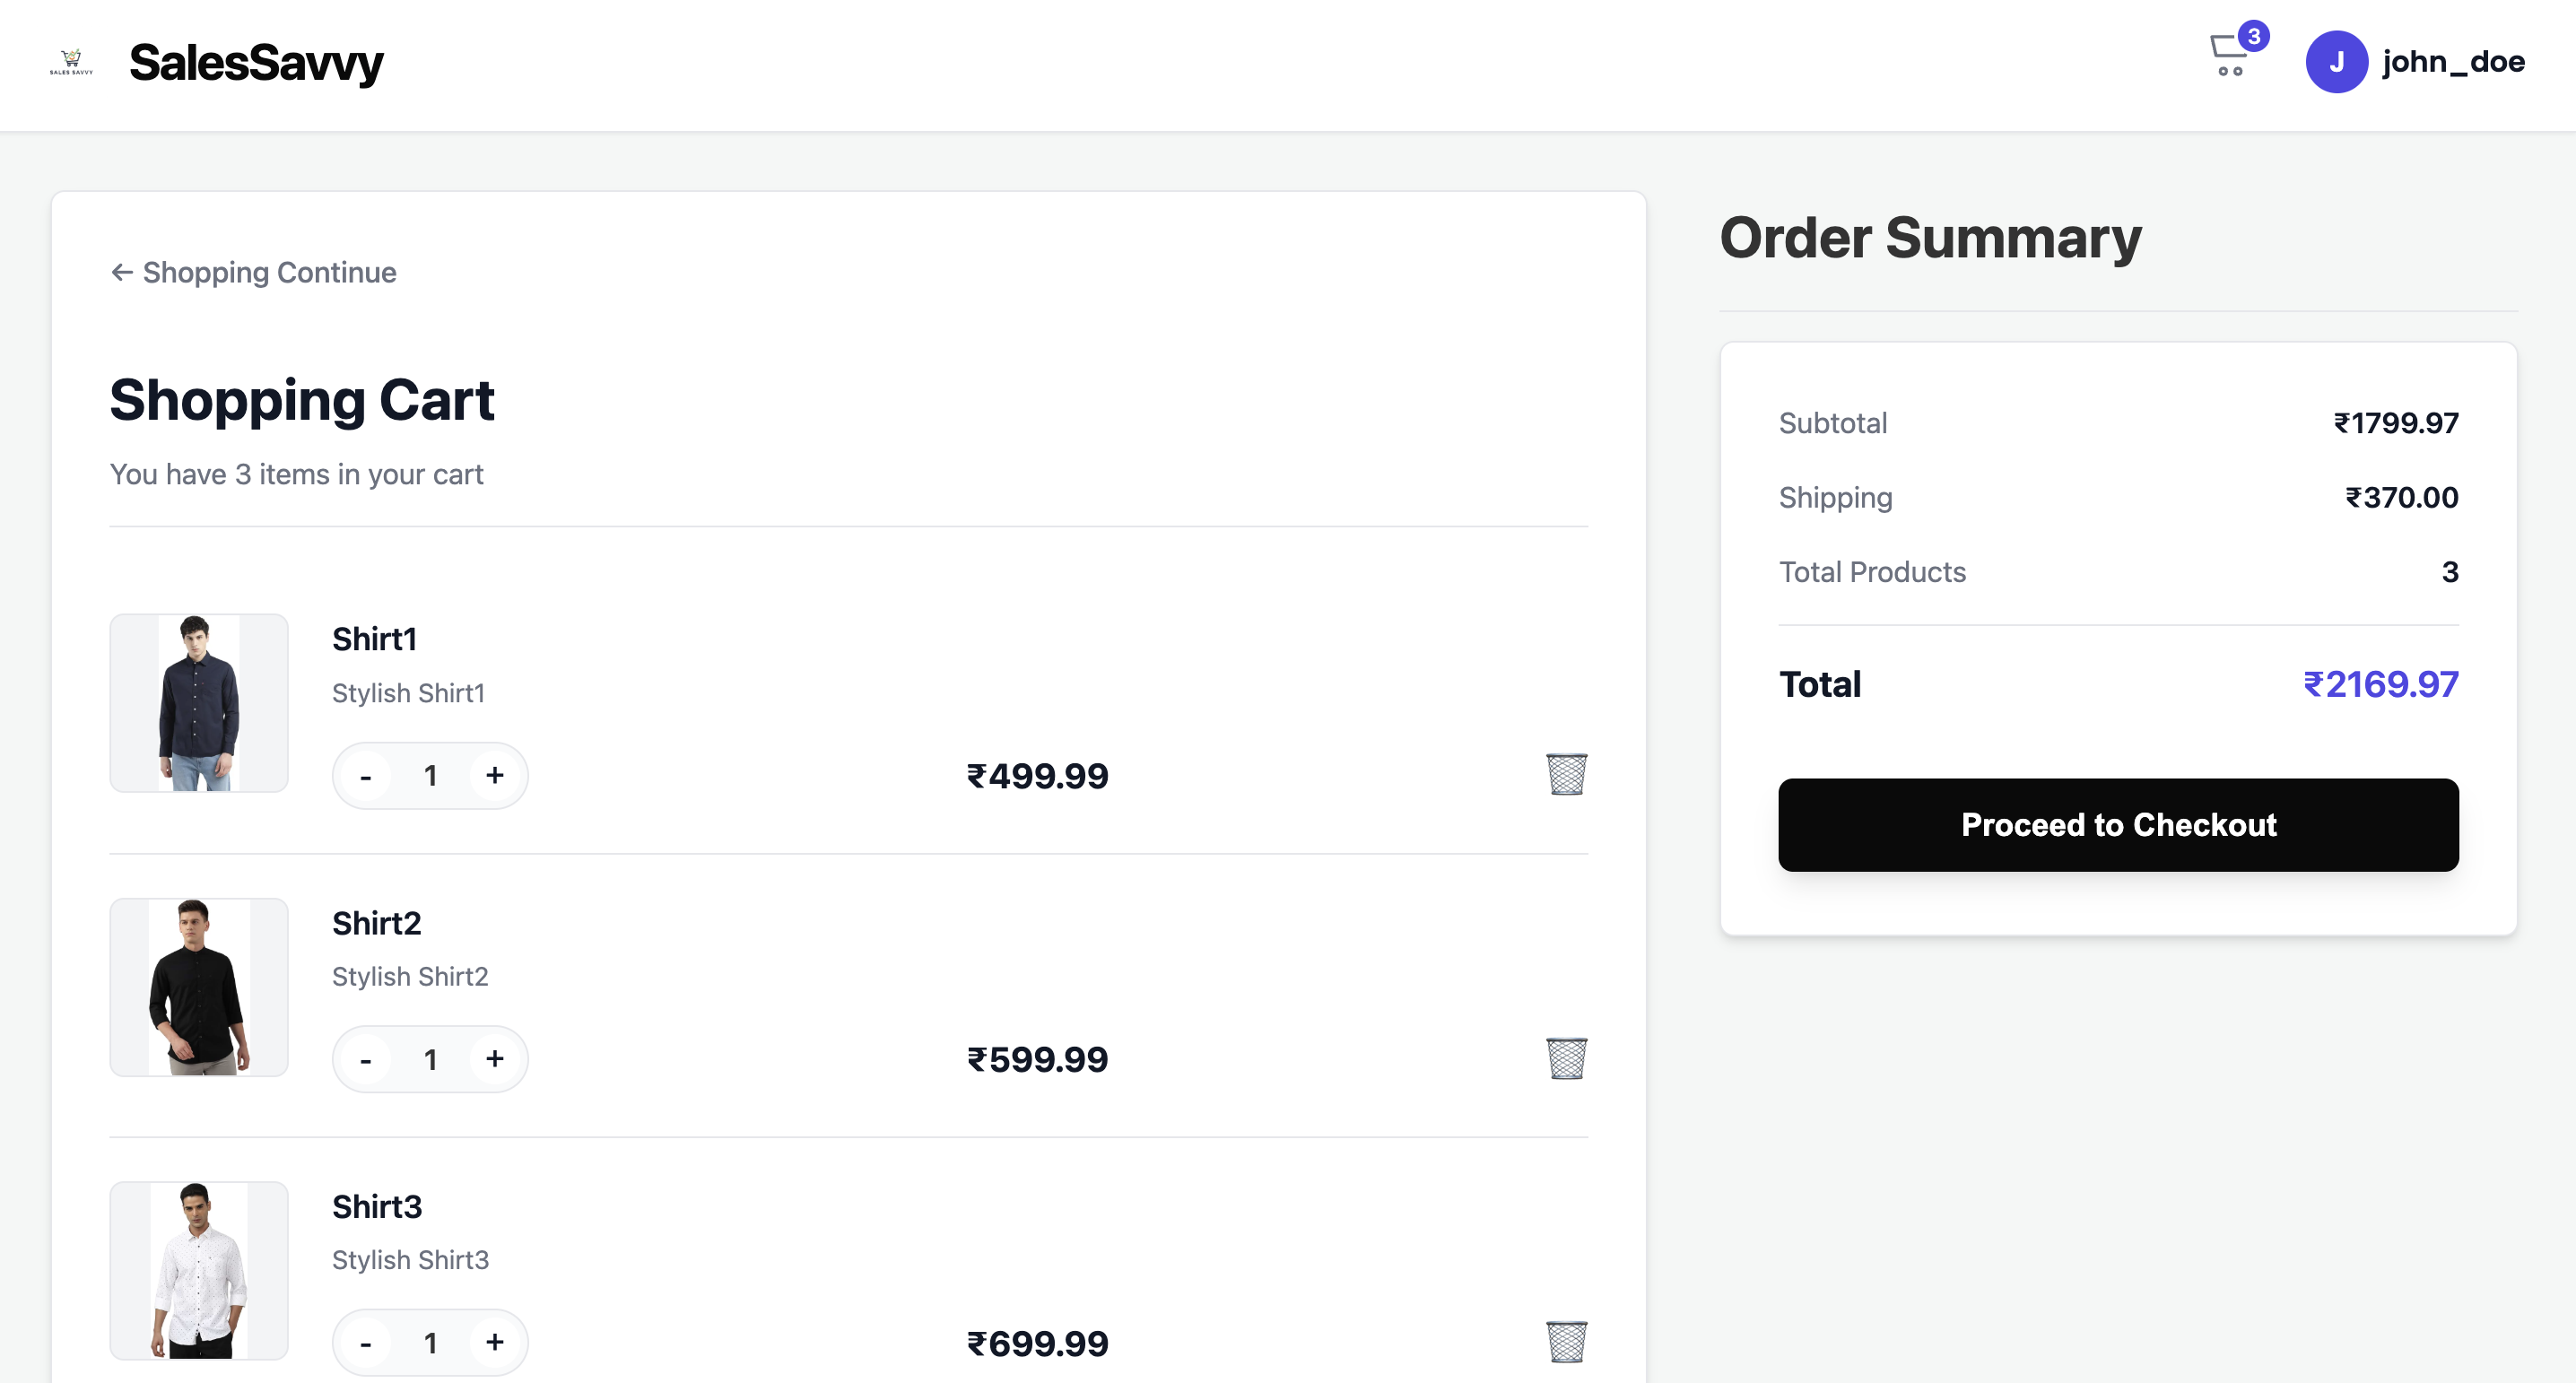 SALES SAVVY
SalesSavvy
3
J
john_doe
← Shopping Continue
Shopping Cart
You have 3 items in your cart
Shirt1
Stylish Shirt1
- 1 +
₹499.99
Shirt2
Stylish Shirt2
- 1 +
₹599.99
Shirt3
Stylish Shirt3
- 1 +
₹699.99
Order Summary
Subtotal ₹1799.97
Shipping ₹370.00
Total Products 3
Total ₹2169.97
Proceed to Checkout